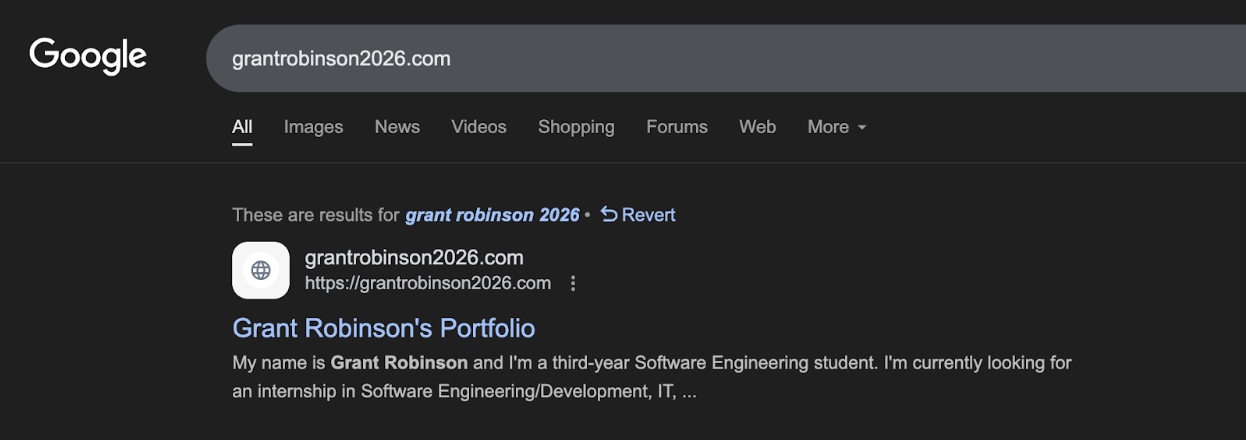 Google
grantrobinson2026.com
All Images News Videos Shopping Forums Web More
These are results for grant robinson 2026 • Revert
grantrobinson2026.com
https://grantrobinson2026.com
Grant Robinson's Portfolio
My name is Grant Robinson and I'm a third-year Software Engineering student. I'm currently looking for
an internship in Software Engineering/Development, IT, ...